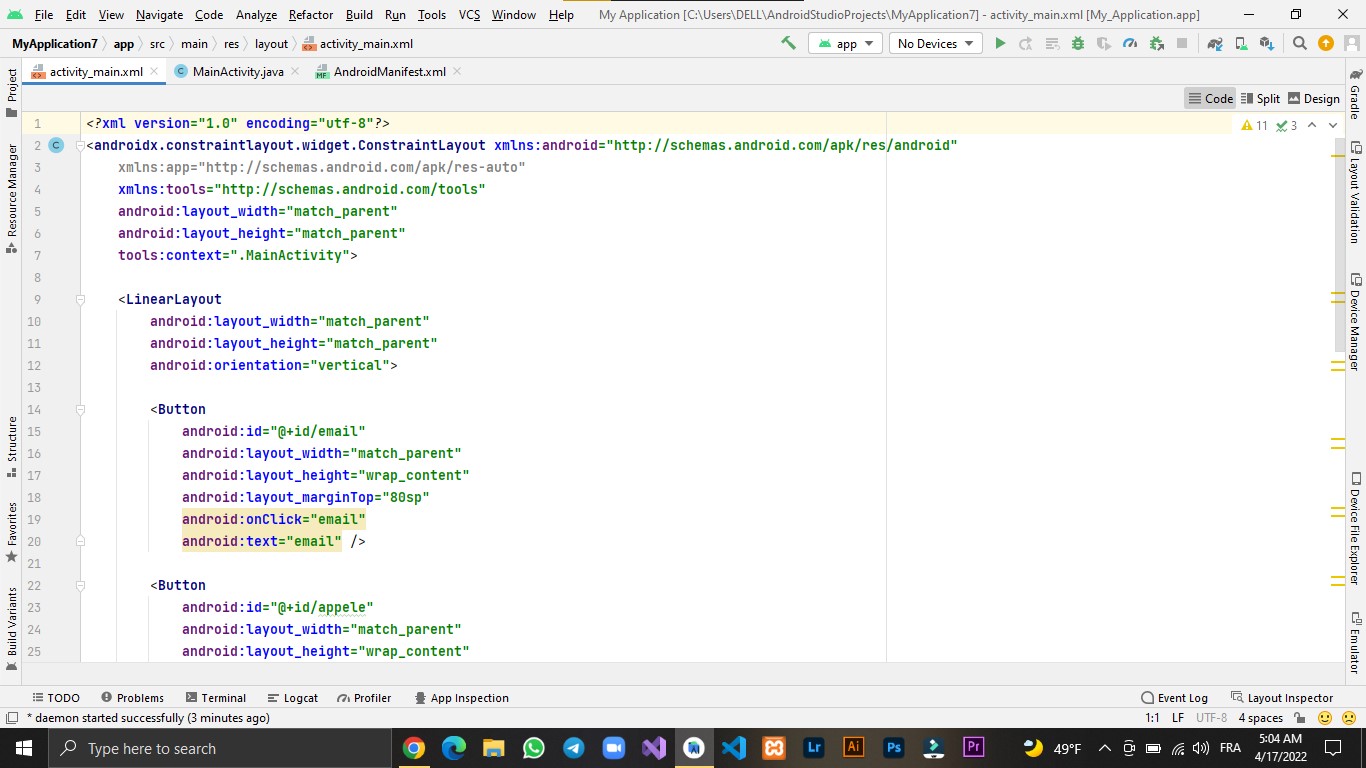 File Edit View Navigate Code Analyze Refactor Build Run Tools VCS Window Help My Application [C:\Users\DELL\AndroidStudioProjects\MyApplication7] - activity_main.xml [My_Application.app]
MyApplication7 app src main res layout activity_main.xml app No Devices
activity_main.xml MainActivity.java AndroidManifest.xml
Code Split Design
11 3
1 <?xml version="1.0" encoding="utf-8"?>
2 <androidx.constraintlayout.widget.ConstraintLayout xmlns:android="http://schemas.android.com/apk/res/android"
3 xmlns:app="http://schemas.android.com/apk/res-auto"
4 xmlns:tools="http://schemas.android.com/tools"
5 android:layout_width="match_parent"
6 android:layout_height="match_parent"
7 tools:context=".MainActivity">
8
9 <LinearLayout
10 android:layout_width="match_parent"
11 android:layout_height="match_parent"
12 android:orientation="vertical">
13
14 <Button
15 android:id="@+id/email"
16 android:layout_width="match_parent"
17 android:layout_height="wrap_content"
18 android:layout_marginTop="80sp"
19 android:onClick="email"
20 android:text="email" />
21
22 <Button
23 android:id="@+id/appele"
24 android:layout_width="match_parent"
25 android:layout_height="wrap_content"
Project
Resource Manager
Structure
Favorites
Build Variants
Gradle
Layout Validation
Device Manager
Device File Explorer
Emulator
TODO Problems Terminal Logcat Profiler App Inspection Event Log Layout Inspector
* daemon started successfully (3 minutes ago) 1:1 LF UTF-8 4 spaces
Type here to search Lr Ai Ps Pr 49°F FRA 5:04 AM
4/17/2022